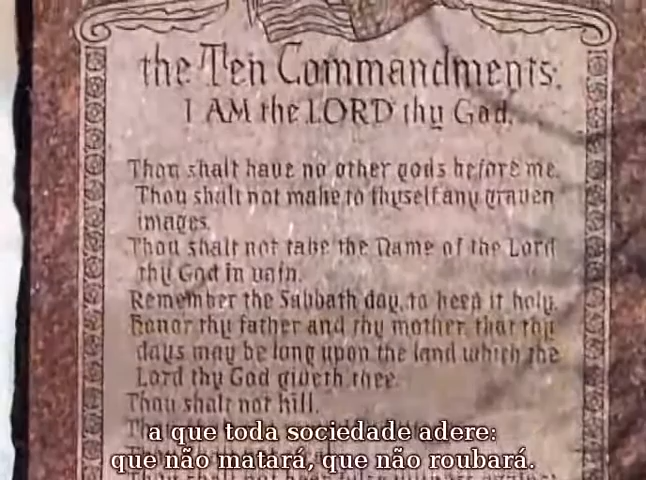 the Ten Commandments:
I AM the LORD thy God.
Thou shalt have no other gods before me.
Thou shalt not make to thyself any graven
images.
Thou shalt not take the Name of the Lord
thy God in vain.
Remember the Sabbath day, to keep it holy.
Honor thy father and thy mother, that thy
days may be long upon the land which the
Lord thy God giveth thee.
Thou shalt not kill.
a que toda sociedade adere:
que não matará, que não roubará.